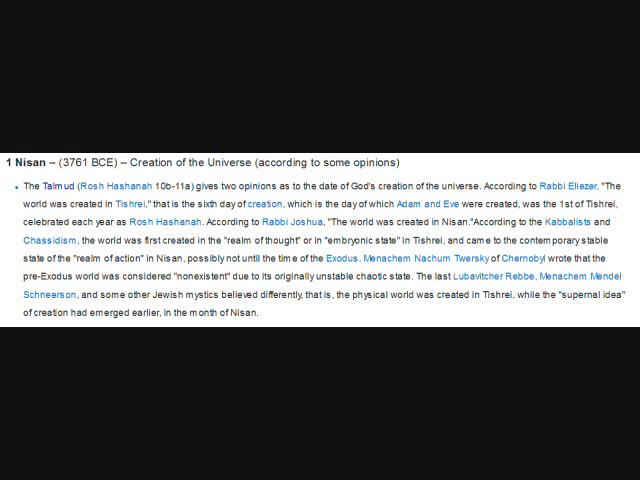 1 Nisan – (3761 BCE) – Creation of the Universe (according to some opinions)
• The Talmud (Rosh Hashanah 10b-11a) gives two opinions as to the date of God's creation of the universe. According to Rabbi Eliezer, "The
world was created in Tishrei," that is the sixth day of creation, which is the day of which Adam and Eve were created, was the 1st of Tishrei,
celebrated each year as Rosh Hashanah. According to Rabbi Joshua, "The world was created in Nisan."According to the Kabbalists and
Chassidism, the world was first created in the "realm of thought" or in "embryonic state" in Tishrei, and came to the contemporary stable
state of the "realm of action" in Nisan, possibly not until the time of the Exodus. Menachem Nachum Twersky of Chernobyl wrote that the
pre-Exodus world was considered "nonexistent" due to its originally unstable chaotic state. The last Lubavitcher Rebbe, Menachem Mendel
Schneerson, and some other Jewish mystics believed differently, that is, the physical world was created in Tishrei, while the "supernal idea"
of creation had emerged earlier, in the month of Nisan.